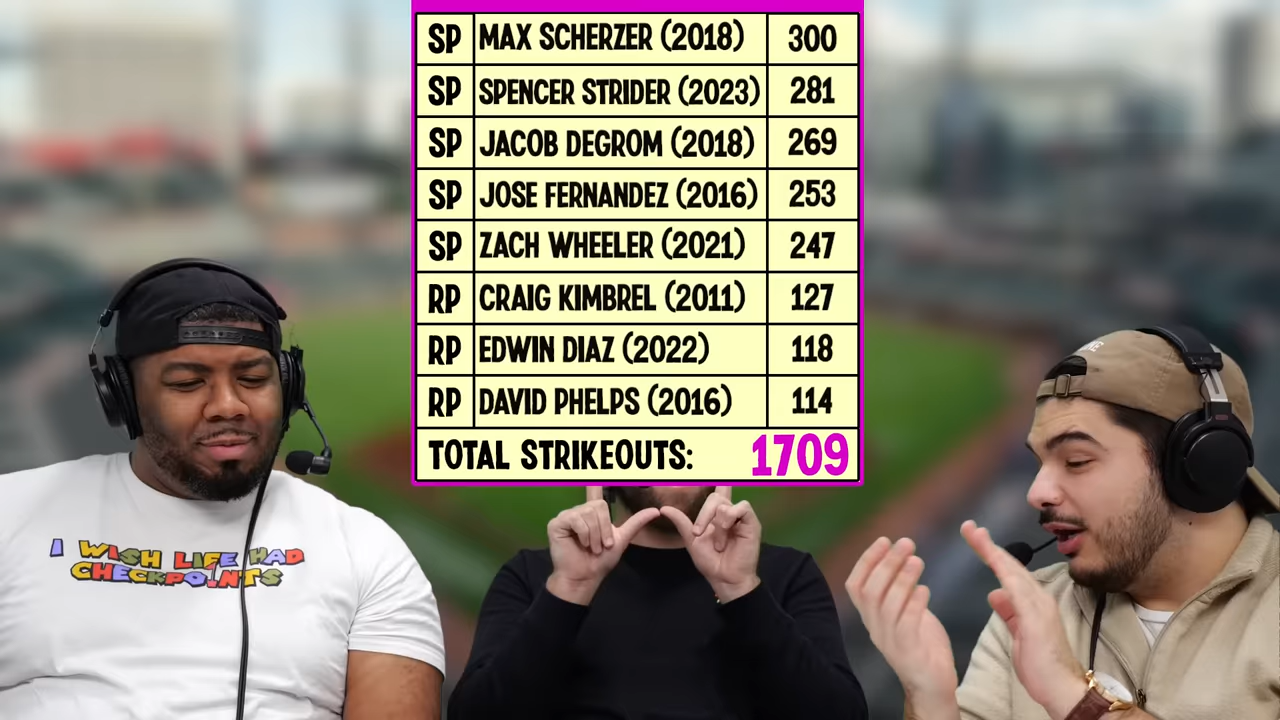 SP MAX SCHERZER (2018) 300
SP SPENCER STRIDER (2023) 281
SP JACOB DEGROM (2018) 269
SP JOSE FERNANDEZ (2016) 253
SP ZACH WHEELER (2021) 247
RP CRAIG KIMBREL (2011) 127
RP EDWIN DIAZ (2022) 118
RP DAVID PHELPS (2016) 114
TOTAL STRIKEOUTS: 1709
I WISH LIFE HAD
CHECKPOINTS